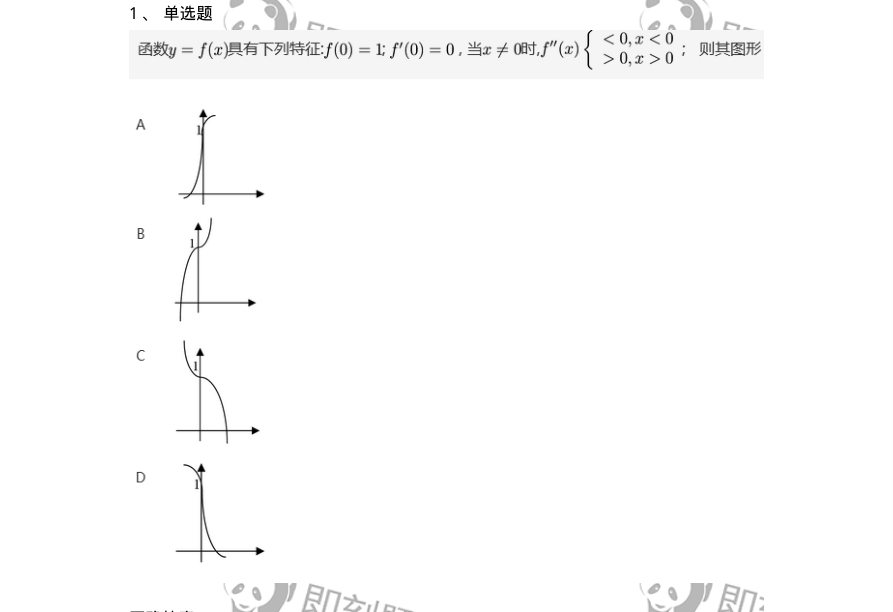 1 、 单选题
函数y = f(x)具有下列特征:f(0) = 1; f′(0) = 0 , 当x ≠ 0时,f″(x) { < 0, x < 0 > 0, x > 0 ; 则其图形
A
1
B
1
C
1
D
1